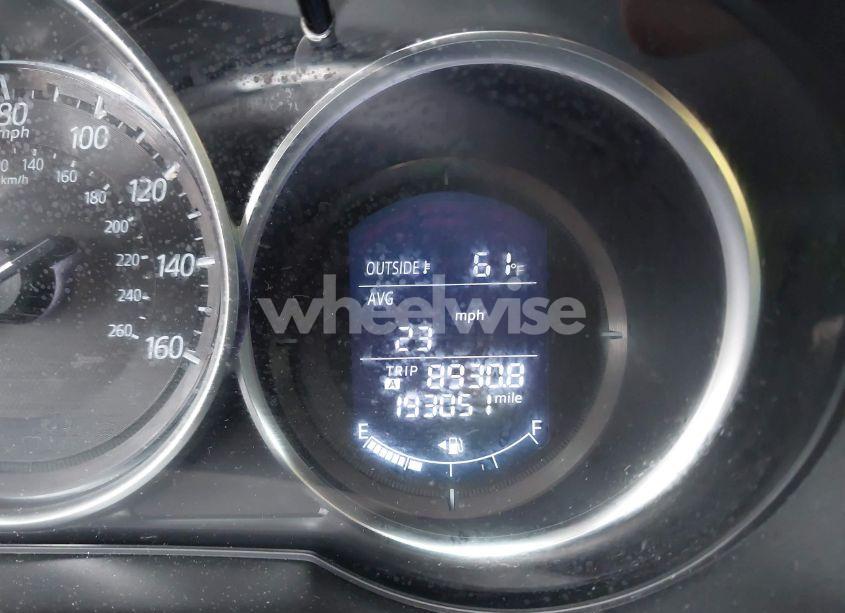 80
mph
100
120
140
160
140
160
180
200
220
240
260
km/h
OUTSIDE 61°F
AVG
mph
23
TRIP A 8930.8
193051 mile
E F
wheelwise